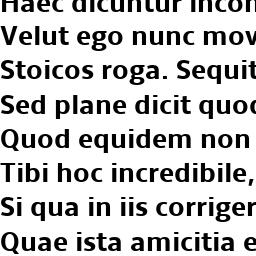 Haec dicuntur incon
Velut ego nunc mov
Stoicos roga. Sequit
Sed plane dicit quod
Quod equidem non
Tibi hoc incredibile,
Si qua in iis corriger
Quae ista amicitia e